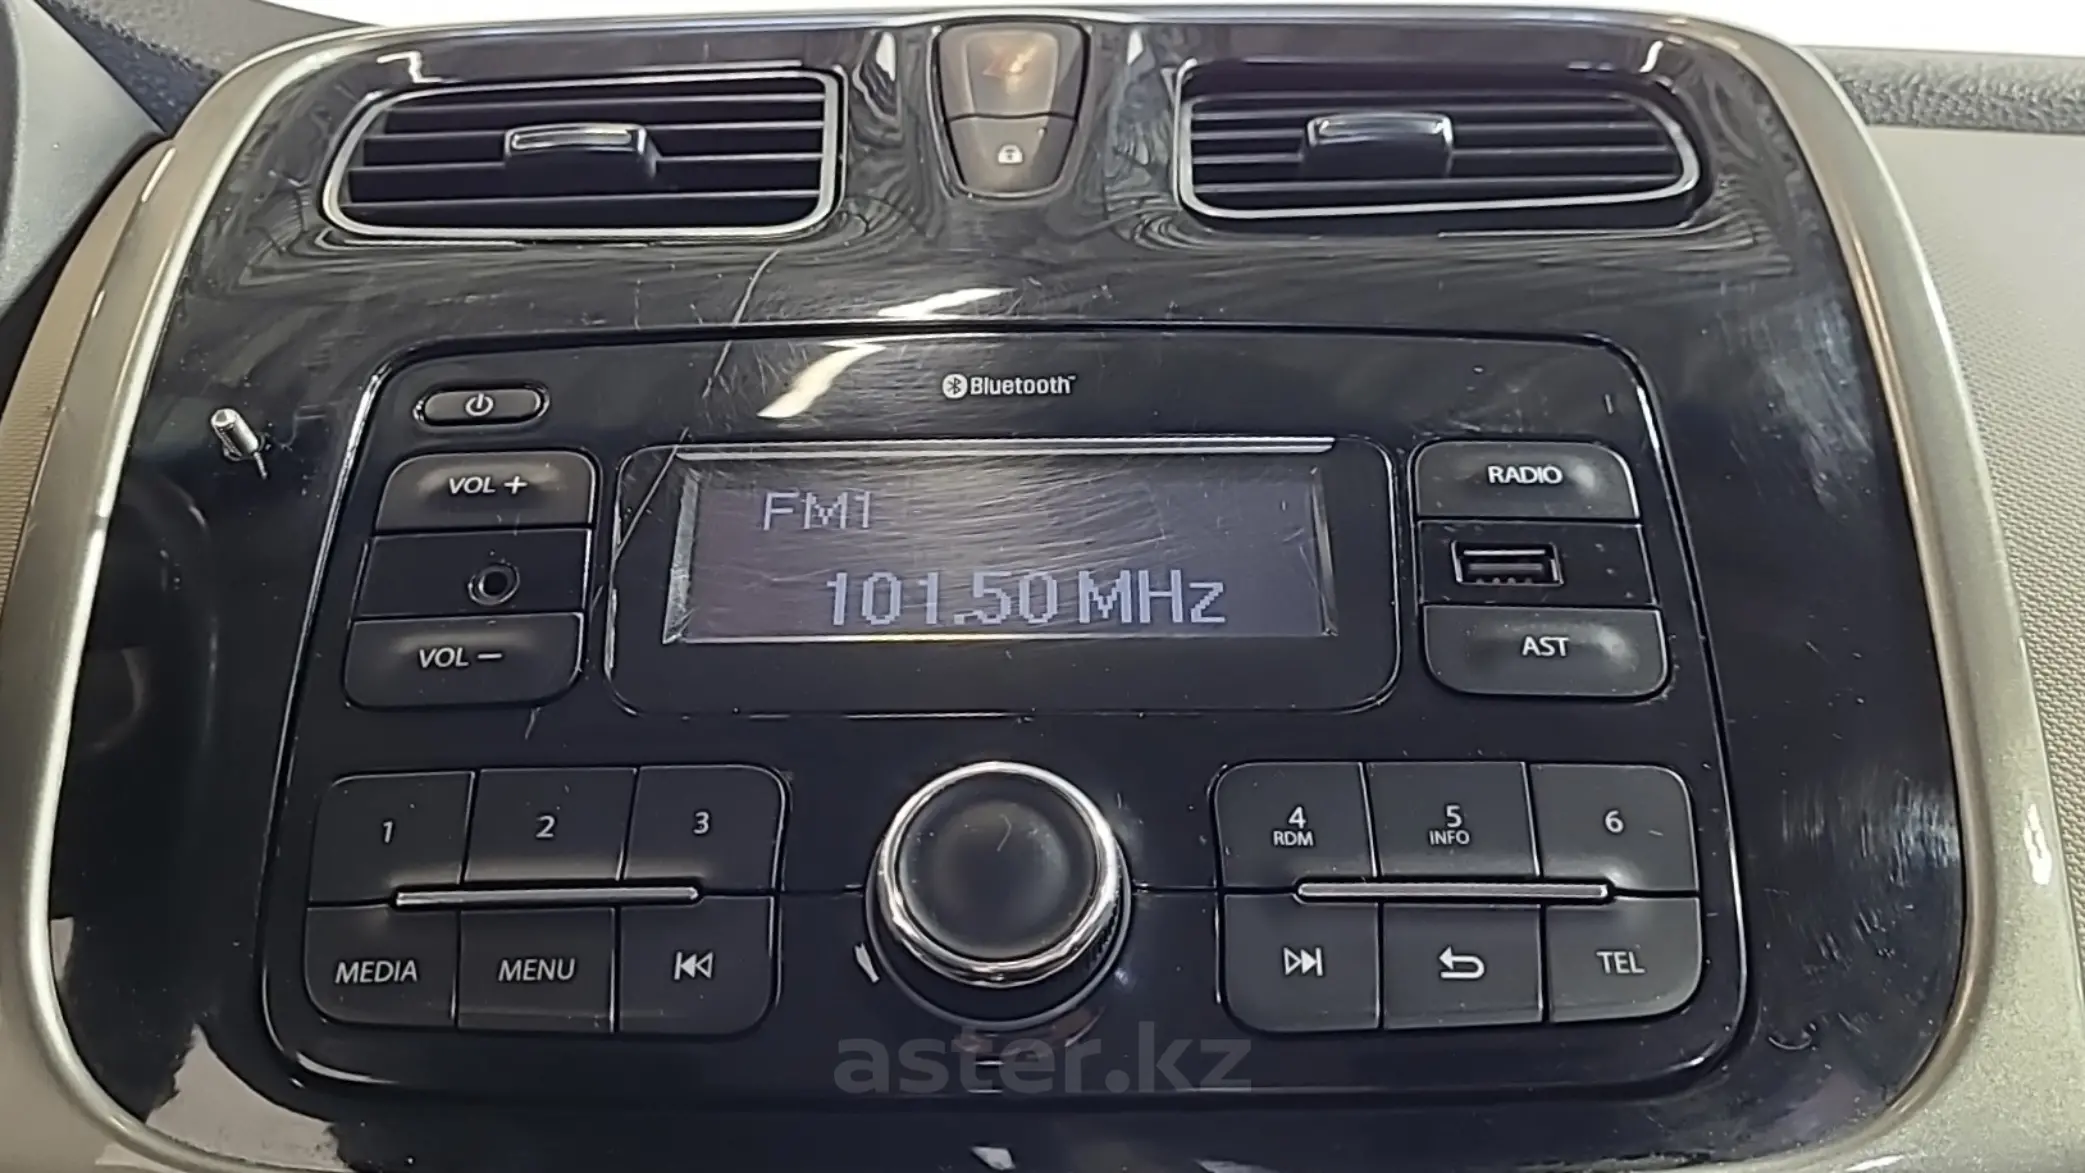 Bluetooth
VOL +
FM1
RADIO
101.50 MHz
VOL −
AST
1
2
3
4
RDM
5
INFO
6
MEDIA
MENU
TEL
aster.kz